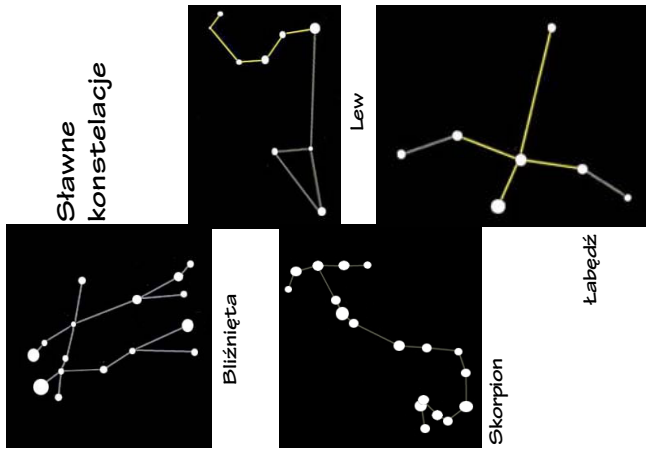 Sławne
konstelacje
Lew
Łabędź
Bliźnięta
Skorpion